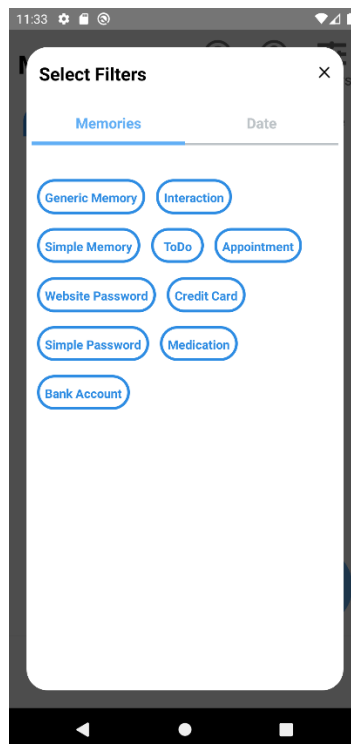 11:33
Select Filters
Memories Date
Generic Memory Interaction
Simple Memory ToDo Appointment
Website Password Credit Card
Simple Password Medication
Bank Account